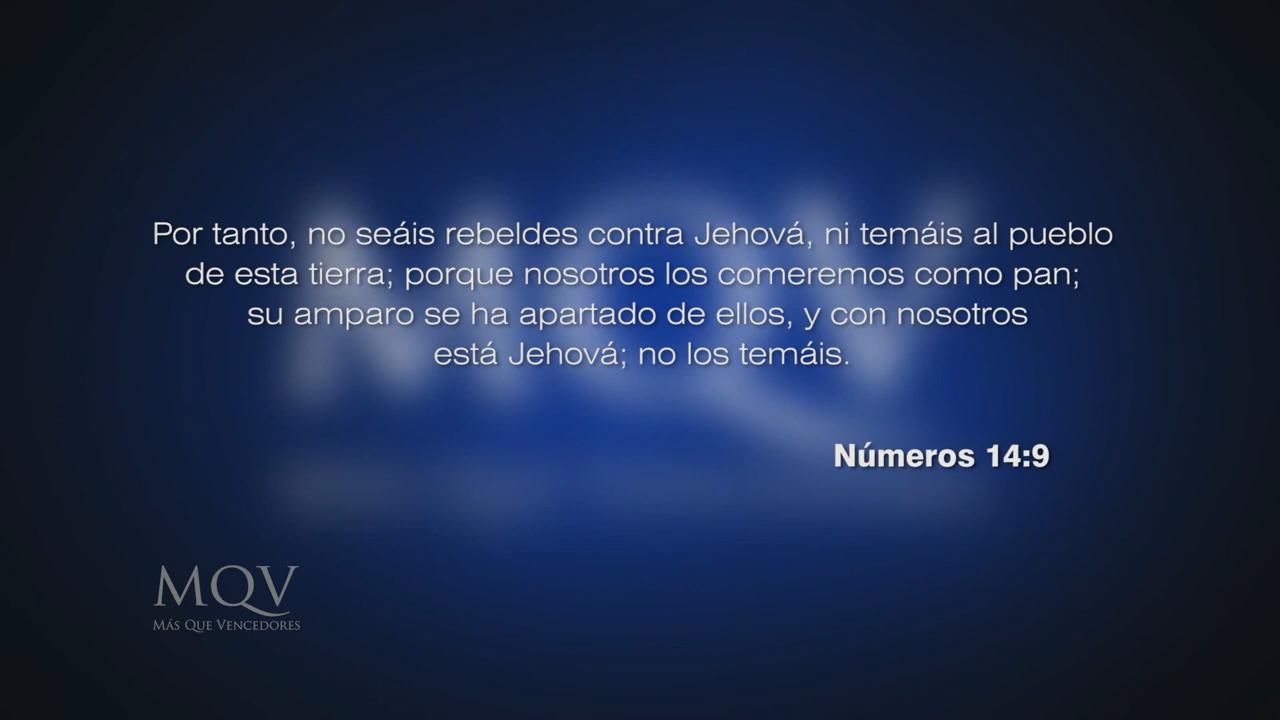 Por tanto, no seáis rebeldes contra Jehová, ni temáis al pueblo
de esta tierra; porque nosotros los comeremos como pan;
su amparo se ha apartado de ellos, y con nosotros
está Jehová; no los temáis.
Números 14:9
MQV
Más Que Vencedores